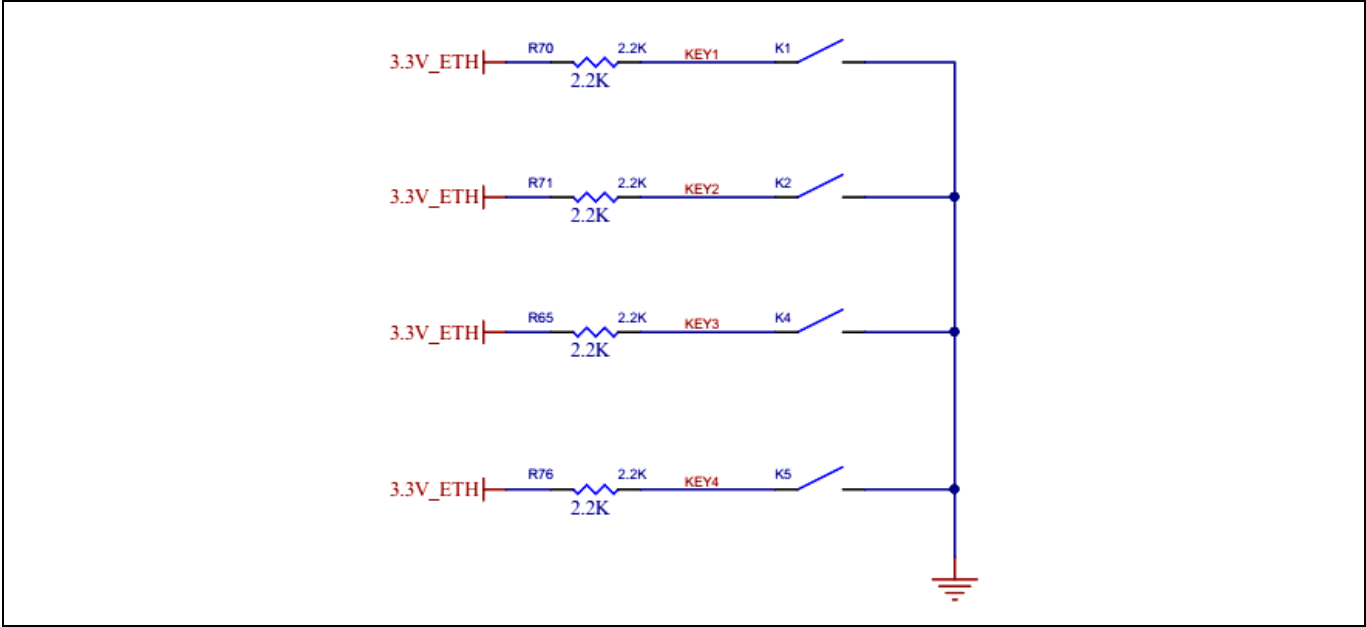 R70 2.2K KEY1 K1
3.3V_ETH
2.2K
R71 2.2K KEY2 K2
3.3V_ETH
2.2K
R65 2.2K KEY3 K4
3.3V_ETH
2.2K
R76 2.2K KEY4 K5
3.3V_ETH
2.2K